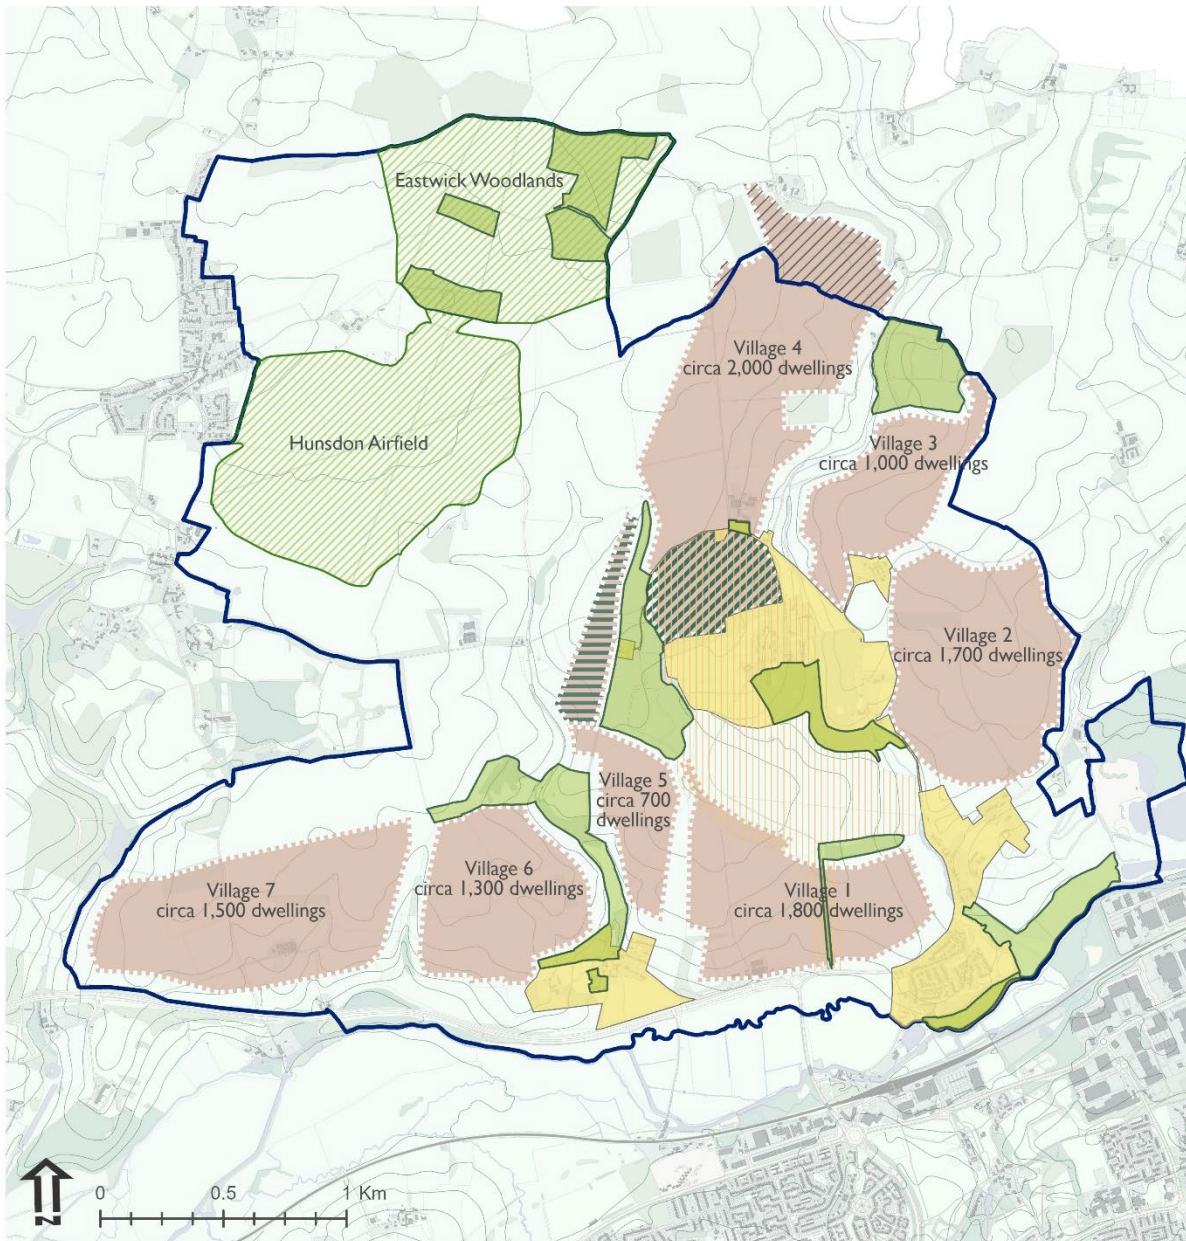 Eastwick Woodlands
Village 4
circa 2,000 dwellings
Hunsdon Airfield
Village 3
circa 1,000 dwellings
Village 2
circa 1,700 dwellings
Village 5
circa 700
dwellings
Village 6
circa 1,300 dwellings
Village 7
circa 1,500 dwellings
Village 1
circa 1,800 dwellings
N
0 0.5 1 Km